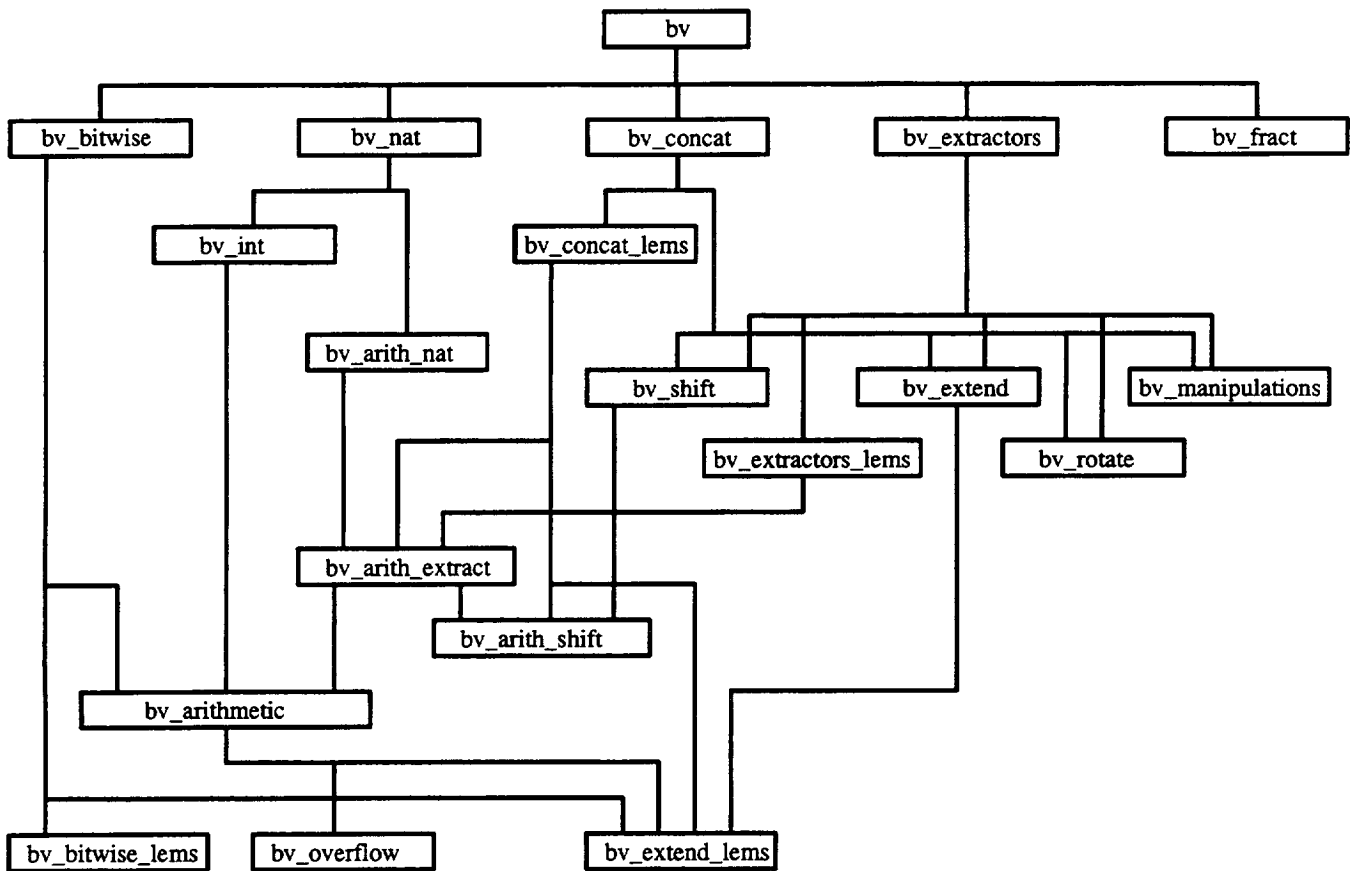 bv
bv_bitwise
bv_nat
bv_concat
bv_extractors
bv_fract
bv_int
bv_concat_lems
bv_arith_nat
bv_shift
bv_extend
bv_manipulations
bv_extractors_lems
bv_rotate
bv_arith_extract
bv_arith_shift
bv_arithmetic
bv_bitwise_lems
bv_overflow
bv_extend_lems